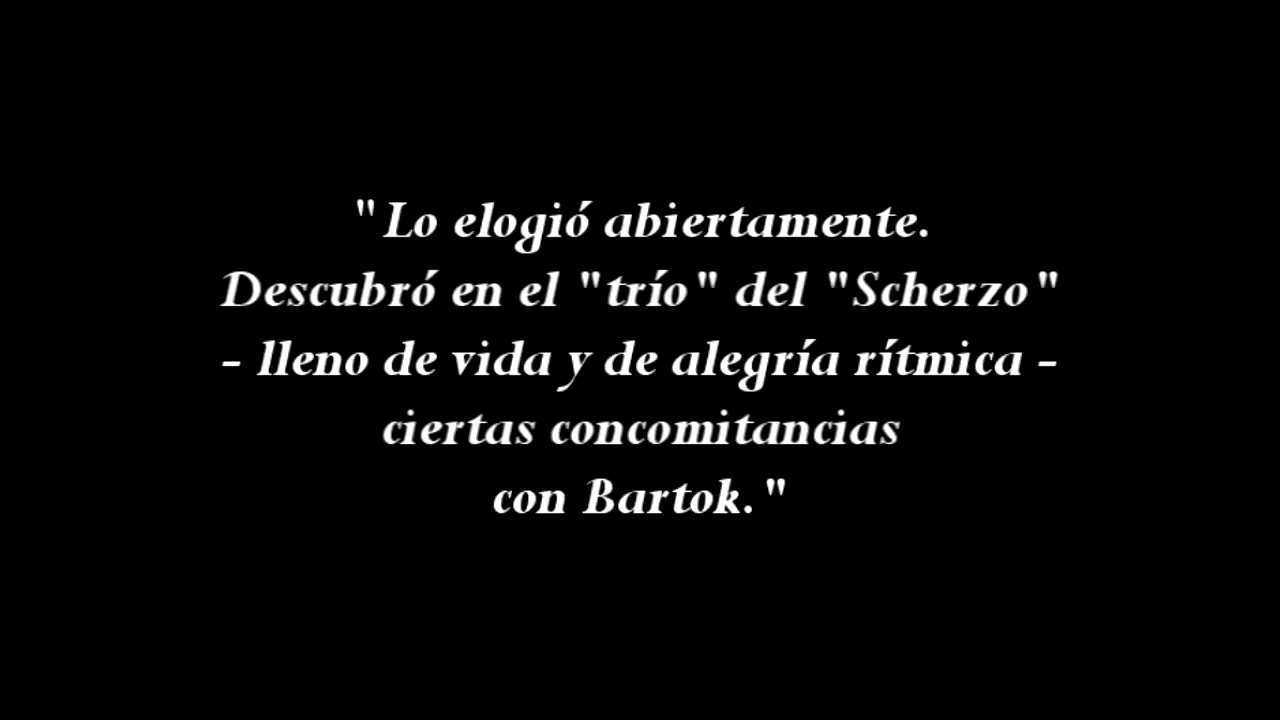 "Lo elogió abiertamente.
Descubró en el "trío" del "Scherzo"
- lleno de vida y de alegría rítmica -
ciertas concomitancias
con Bartok."